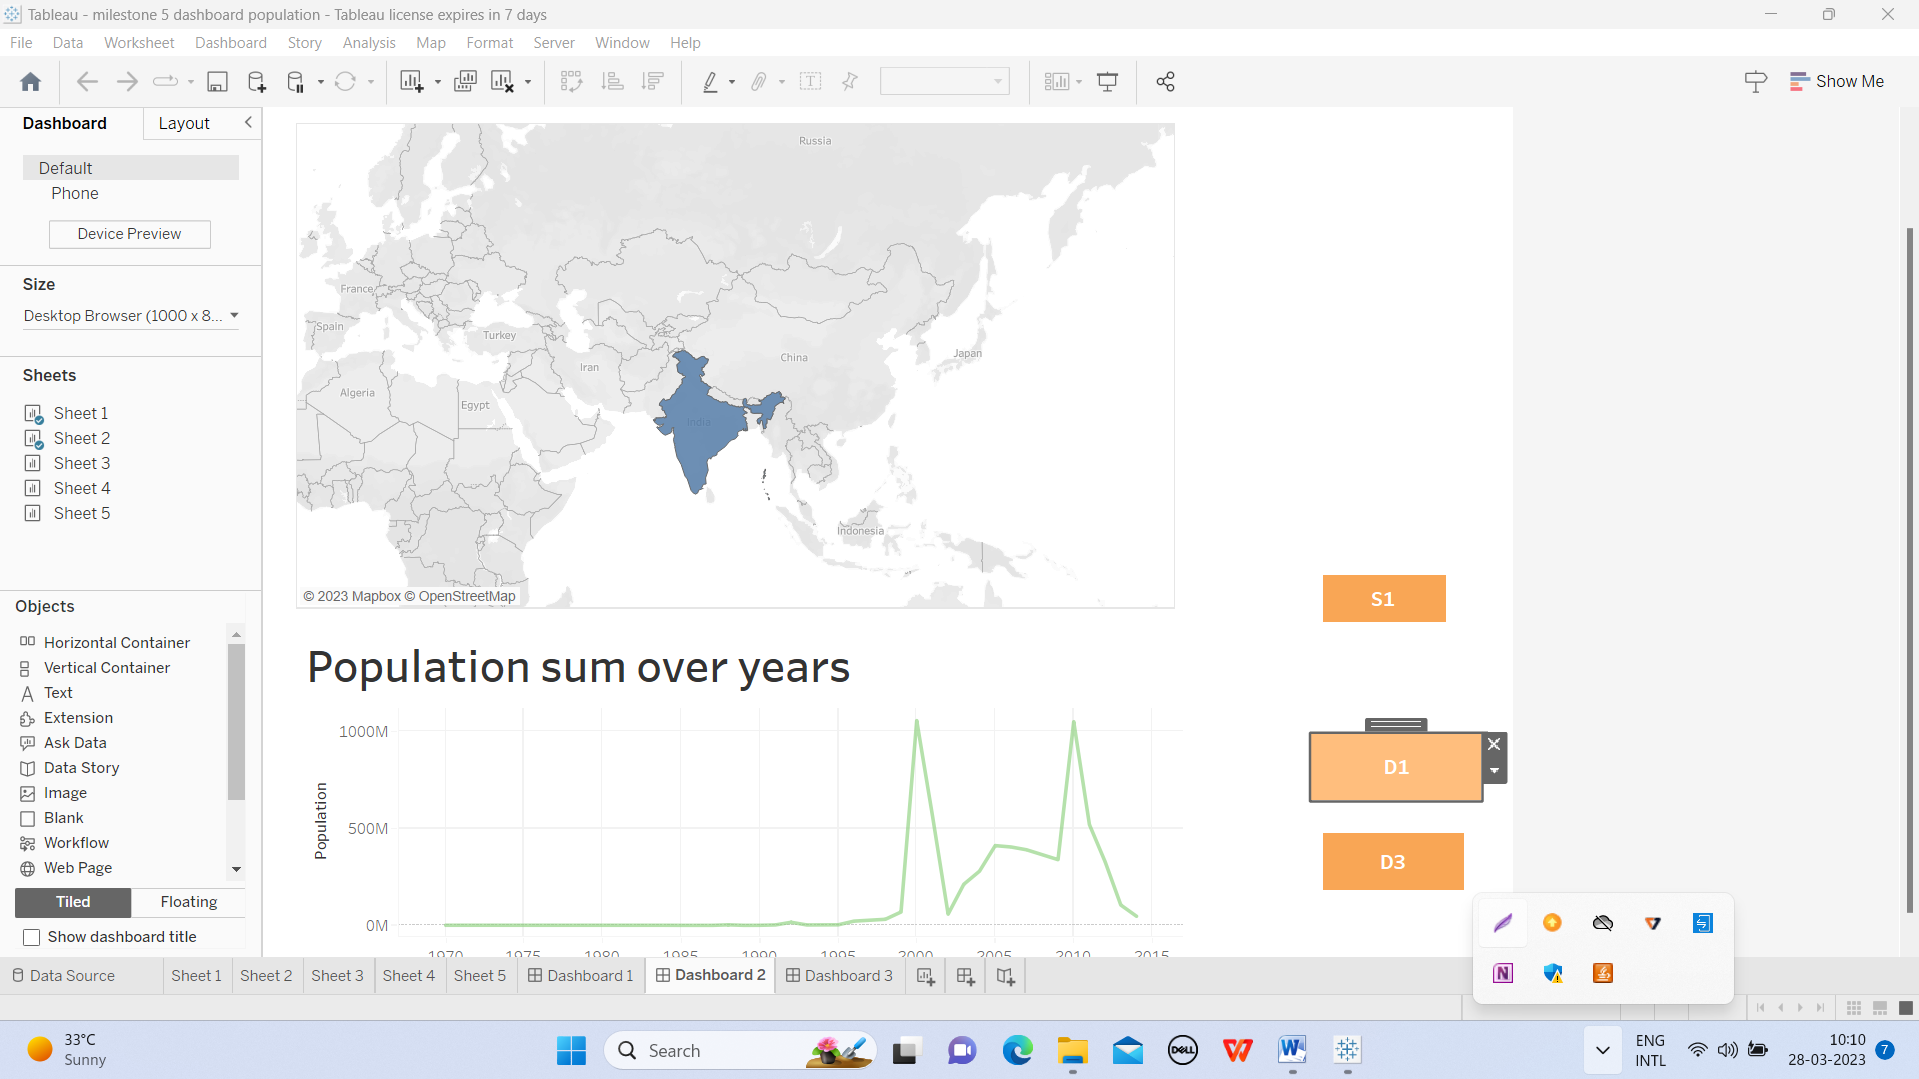 Tableau - milestone 5 dashboard population - Tableau license expires in 7 days
File Data Worksheet Dashboard Story Analysis Map Format Server Window Help
Show Me
Dashboard Layout
Default
Phone
Device Preview
Size
Desktop Browser (1000 x 8...
Sheets
Sheet 1
Sheet 2
Sheet 3
Sheet 4
Sheet 5
Objects
Horizontal Container
Vertical Container
Text
Extension
Ask Data
Data Story
Image
Blank
Workflow
Web Page
Tiled Floating
Show dashboard title
Russia
France
Spain
Turkey
Iran
China
Japan
Algeria
Egypt
India
Indonesia
© 2023 Mapbox © OpenStreetMap
S1
Population sum over years
Population
1000M
500M
0M
1970 1975 1980 1985 1990 1995 2000 2005 2010 2015
D1
D3
Data Source Sheet 1 Sheet 2 Sheet 3 Sheet 4 Sheet 5 Dashboard 1 Dashboard 2 Dashboard 3
33°C
Sunny
Search
DELL
ENG
INTL
10:10
28-03-2023
7